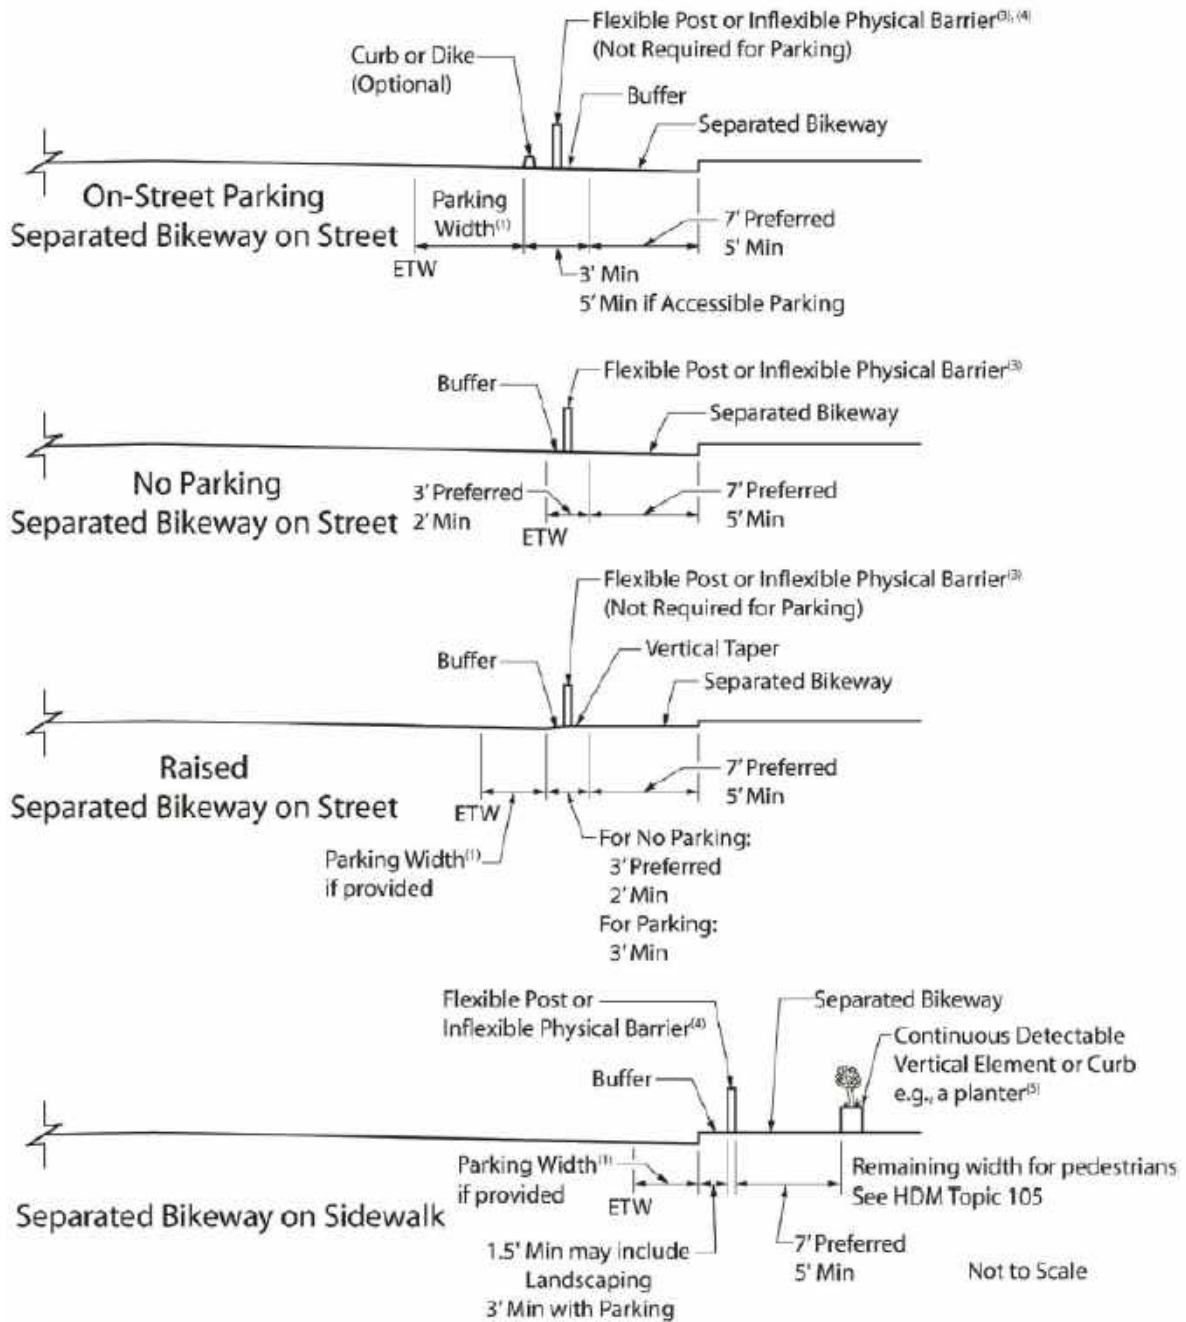 Flexible Post or Inflexible Physical Barrier(3), (4)
(Not Required for Parking)
Curb or Dike
(Optional)
Buffer
Separated Bikeway
On-Street Parking
Separated Bikeway on Street
Parking
Width(1)
ETW
7' Preferred
5' Min
3' Min
5' Min if Accessible Parking
Flexible Post or Inflexible Physical Barrier(3)
Buffer
Separated Bikeway
No Parking
Separated Bikeway on Street
3' Preferred
2' Min
ETW
7' Preferred
5' Min
Flexible Post or Inflexible Physical Barrier(3)
(Not Required for Parking)
Vertical Taper
Buffer
Separated Bikeway
Raised
Separated Bikeway on Street
7' Preferred
5' Min
ETW
Parking Width(1)
if provided
For No Parking:
3' Preferred
2' Min
For Parking:
3' Min
Flexible Post or
Inflexible Physical Barrier(4)
Separated Bikeway
Continuous Detectable
Vertical Element or Curb
e.g., a planter(5)
Buffer
Parking Width(1)
if provided
ETW
Remaining width for pedestrians
See HDM Topic 105
Separated Bikeway on Sidewalk
1.5' Min may include
Landscaping
3' Min with Parking
7' Preferred
5' Min
Not to Scale